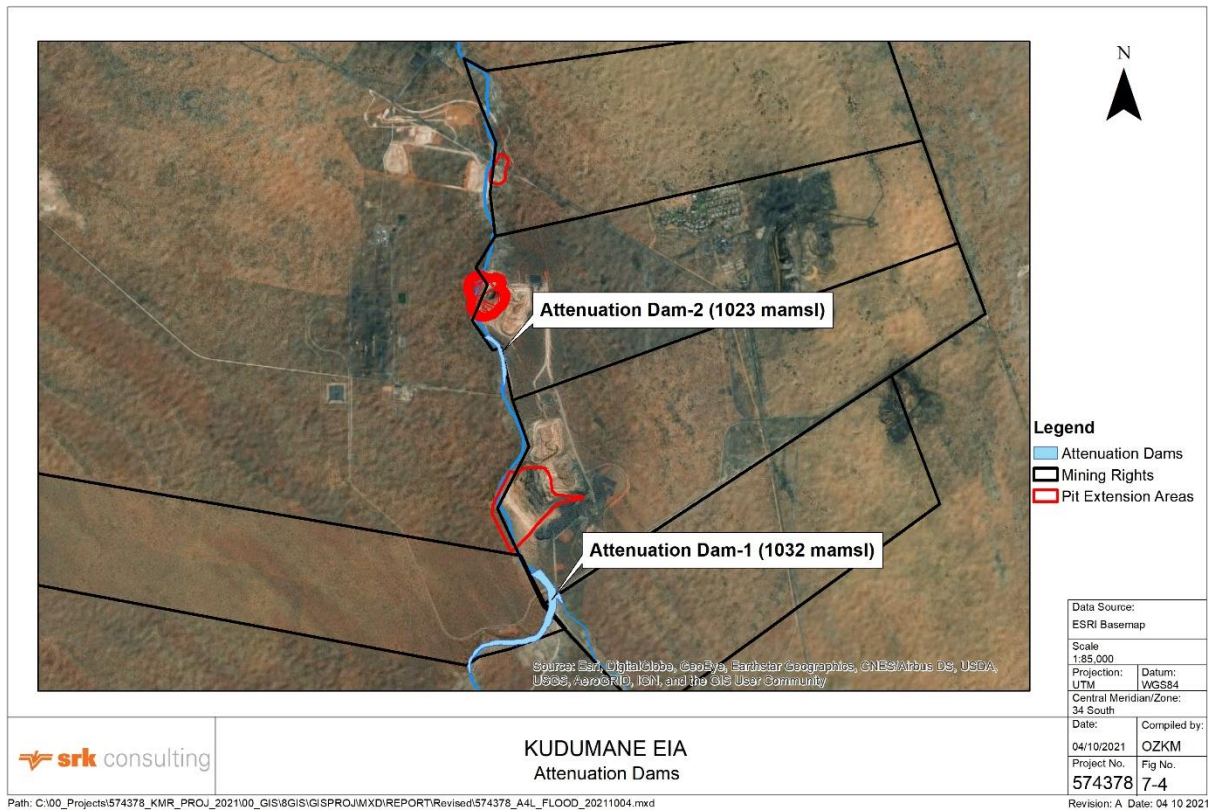 N
Attenuation Dam-2 (1023 mamsl)
Attenuation Dam-1 (1032 mamsl)
Legend
Attenuation Dams
Mining Rights
Pit Extension Areas
Source: Esri, DigitalGlobe, GeoEye, Earthstar Geographics, CNES/Airbus DS, USDA,
USGS, AeroGRID, IGN, and the GIS User Community
Data Source:
ESRI Basemap
Scale
1:85,000
Projection: Datum:
UTM WGS84
Central Meridian/Zone:
34 South
Date: Compiled by:
04/10/2021 OZKM
Project No. Fig No.
574378 7-4
srk consulting
KUDUMANE EIA
Attenuation Dams
Path: C:\00_Projects\574378_KMR_PROJ_2021\00_GIS\8GIS\GISPROJ\MXD\REPORT\Revised\574378_A4L_FLOOD_20211004.mxd
Revision: A Date: 04 10 2021